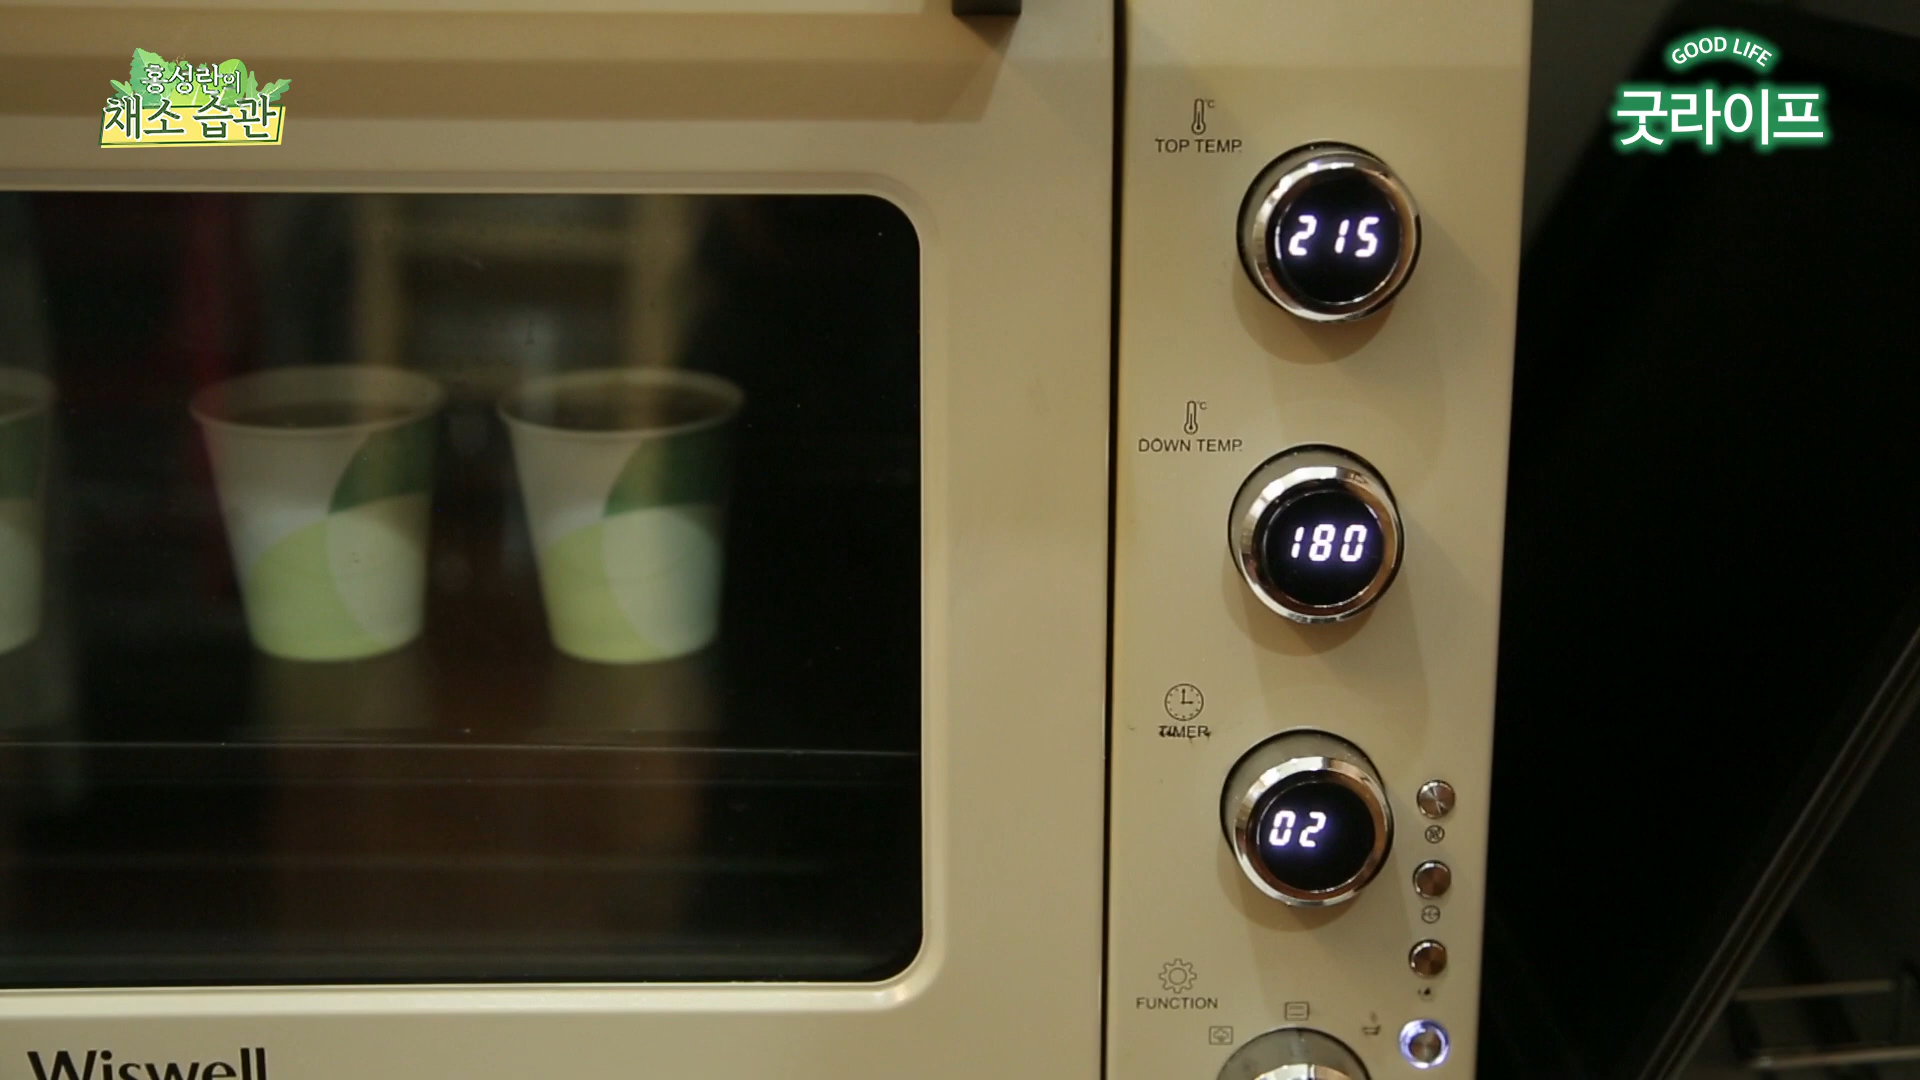 홍성란의
채소 습관
GOOD LIFE
굿라이프
°C
TOP TEMP.
215
°C
DOWN TEMP.
180
TIMER
02
FUNCTION
Wiswell